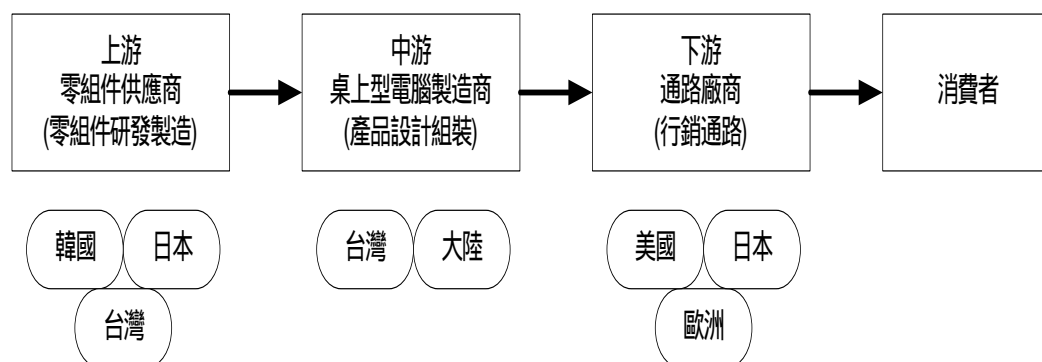 上游
零組件供應商
(零組件研發製造)
中游
桌上型電腦製造商
(產品設計組裝)
下游
通路廠商
(行銷通路)
消費者
韓國
日本
台灣
台灣
大陸
美國
日本
歐洲